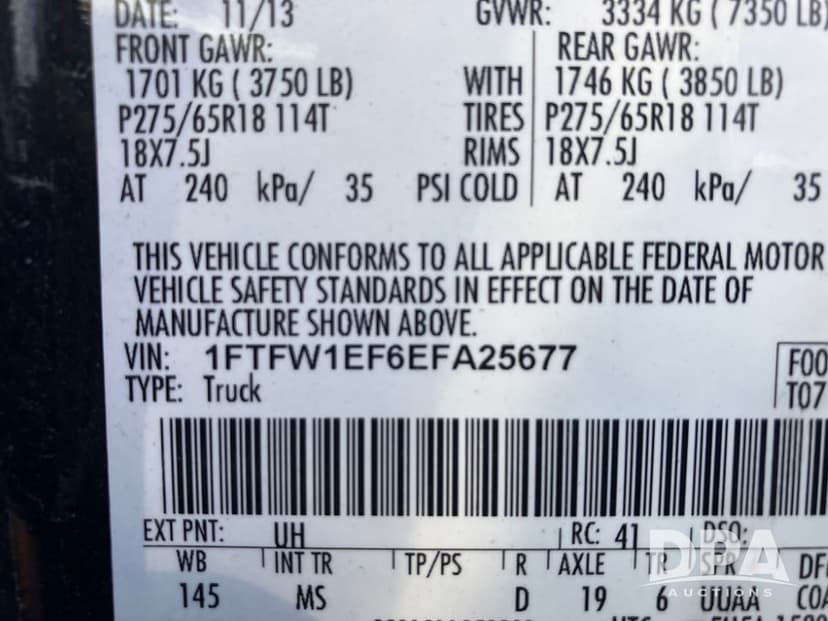 DATE: 11/13 GVWR: 3334 KG ( 7350 LB)
FRONT GAWR: REAR GAWR:
1701 KG ( 3750 LB) WITH 1746 KG ( 3850 LB)
P275/65R18 114T TIRES P275/65R18 114T
18X7.5J RIMS 18X7.5J
AT 240 kPa/ 35 PSI COLD AT 240 kPa/ 35
THIS VEHICLE CONFORMS TO ALL APPLICABLE FEDERAL MOTOR
VEHICLE SAFETY STANDARDS IN EFFECT ON THE DATE OF
MANUFACTURE SHOWN ABOVE.
VIN: 1FTFW1EF6EFA25677 F00
TYPE: Truck T07
EXT PNT: UH RC: 41 DSO:
WB INT TR TP/PS R AXLE TR SPR
145 MS D 19 6 UUAA
AUCTIONS